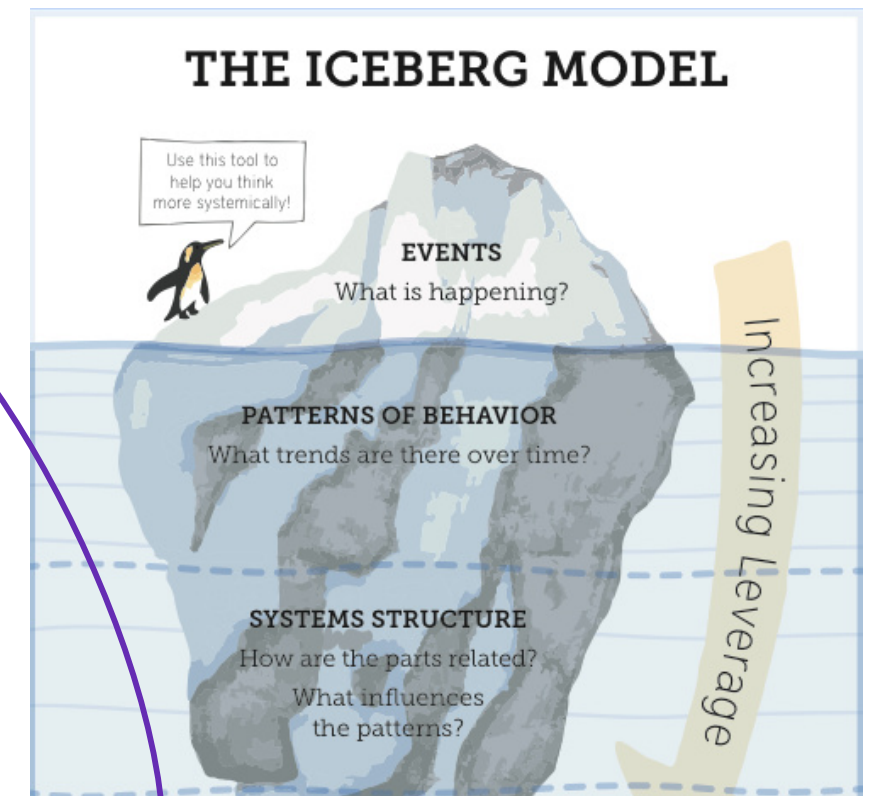 THE ICEBERG MODEL
Use this tool to
help you think
more systemically!
EVENTS
What is happening?
PATTERNS OF BEHAVIOR
What trends are there over time?
SYSTEMS STRUCTURE
How are the parts related?
What influences
the patterns?
Increasing Leverage